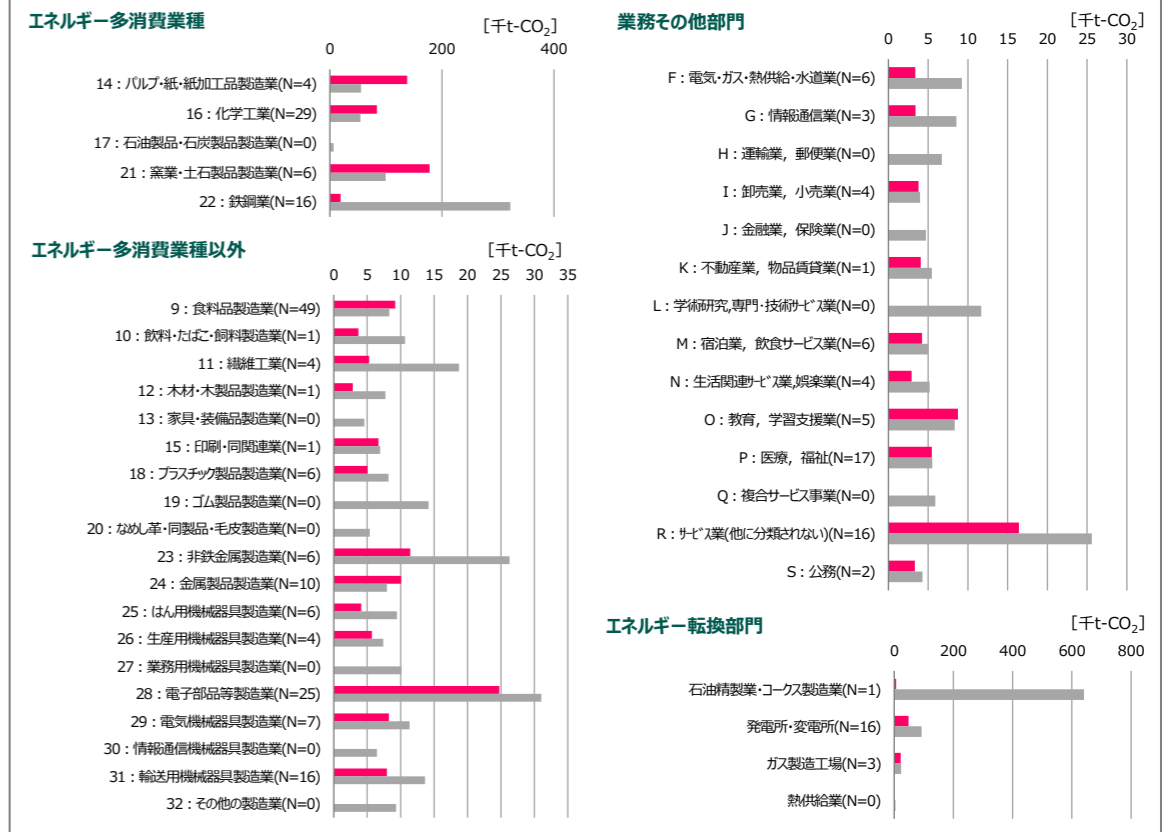 エネルギー多消費業種
[千t-CO₂]
0 200 400
14：パルプ・紙・紙加工品製造業(N=4)
16：化学工業(N=29)
17：石油製品・石炭製品製造業(N=0)
21：窯業・土石製品製造業(N=6)
22：鉄鋼業(N=16)
エネルギー多消費業種以外
[千t-CO₂]
0 5 10 15 20 25 30 35
9：食料品製造業(N=49)
10：飲料・たばこ・飼料製造業(N=1)
11：繊維工業(N=4)
12：木材・木製品製造業(N=1)
13：家具・装備品製造業(N=0)
15：印刷・同関連業(N=1)
18：プラスチック製品製造業(N=6)
19：ゴム製品製造業(N=0)
20：なめし革・同製品・毛皮製造業(N=0)
23：非鉄金属製造業(N=6)
24：金属製品製造業(N=10)
25：はん用機械器具製造業(N=6)
26：生産用機械器具製造業(N=4)
27：業務用機械器具製造業(N=0)
28：電子部品等製造業(N=25)
29：電気機械器具製造業(N=7)
30：情報通信機械器具製造業(N=0)
31：輸送用機械器具製造業(N=16)
32：その他の製造業(N=0)
業務その他部門
[千t-CO₂]
0 5 10 15 20 25 30
F：電気・ガス・熱供給・水道業(N=6)
G：情報通信業(N=3)
H：運輸業，郵便業(N=0)
I：卸売業，小売業(N=4)
J：金融業，保険業(N=0)
K：不動産業，物品賃貸業(N=1)
L：学術研究,専門・技術サービス業(N=0)
M：宿泊業，飲食サービス業(N=6)
N：生活関連サービス業,娯楽業(N=4)
O：教育，学習支援業(N=5)
P：医療，福祉(N=17)
Q：複合サービス事業(N=0)
R：サービス業(他に分類されない)(N=16)
S：公務(N=2)
エネルギー転換部門
[千t-CO₂]
0 200 400 600 800
石油精製業・コークス製造業(N=1)
発電所・変電所(N=16)
ガス製造工場(N=3)
熱供給業(N=0)